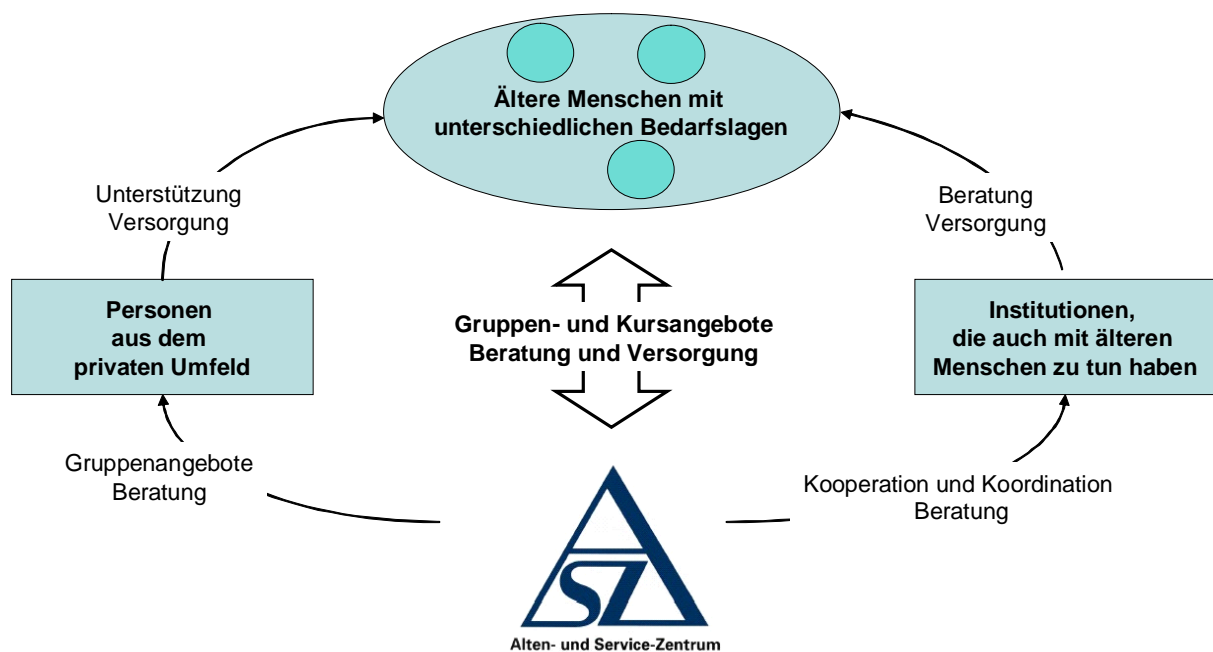 Ältere Menschen mit
unterschiedlichen Bedarfslagen
Unterstützung
Versorgung
Beratung
Versorgung
Personen
aus dem
privaten Umfeld
Gruppen- und Kursangebote
Beratung und Versorgung
Institutionen,
die auch mit älteren
Menschen zu tun haben
Gruppenangebote
Beratung
Kooperation und Koordination
Beratung
ASZ
Alten- und Service-Zentrum